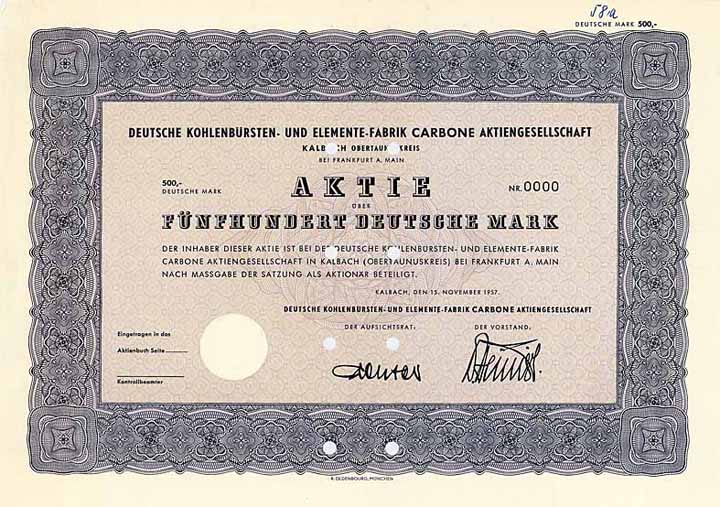 58a
DEUTSCHE MARK 500,-
DEUTSCHE KOHLENBÜRSTEN- UND ELEMENTE-FABRIK CARBONE AKTIENGESELLSCHAFT
KALBACH OBERTAUNUSKREIS
BEI FRANKFURT A. MAIN
500,-
DEUTSCHE MARK
AKTIE
NR. 0000
ÜBER
FÜNFHUNDERT DEUTSCHE MARK
DER INHABER DIESER AKTIE IST BEI DER DEUTSCHE KOHLENBÜRSTEN- UND ELEMENTE-FABRIK
CARBONE AKTIENGESELLSCHAFT IN KALBACH (OBERTAUNUSKREIS) BEI FRANKFURT A. MAIN
NACH MASSGABE DER SATZUNG ALS AKTIONÄR BETEILIGT.
KALBACH, DEN 15. NOVEMBER 1957.
DEUTSCHE KOHLENBÜRSTEN- UND ELEMENTE-FABRIK CARBONE AKTIENGESELLSCHAFT
DER AUFSICHTSRAT:
DER VORSTAND:
Eingetragen in das
Aktienbuch Seite
Kontrollbeamter
R. OLDENBOURG, MÜNCHEN